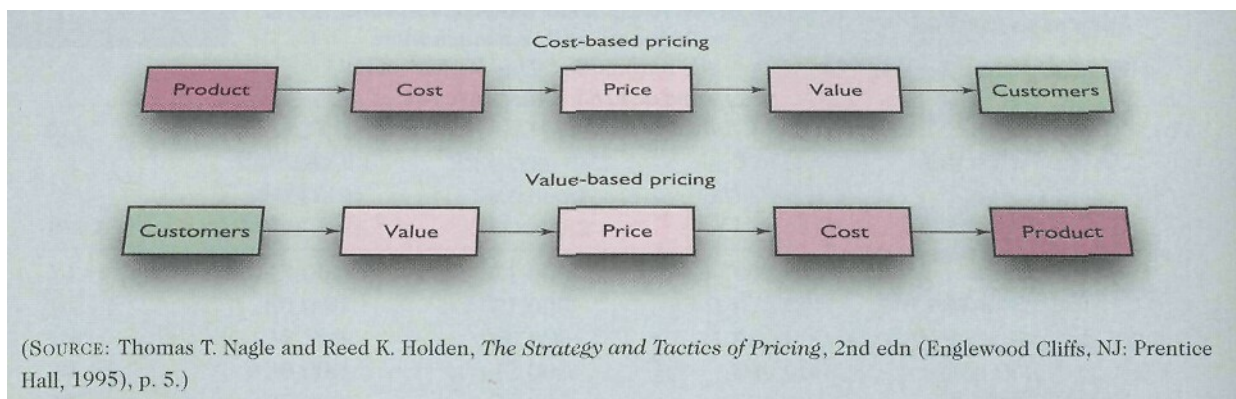 Cost-based pricing
Product Cost Price Value Customers
Value-based pricing
Customers Value Price Cost Product
(SOURCE: Thomas T. Nagle and Reed K. Holden, The Strategy and Tactics of Pricing, 2nd edn (Englewood Cliffs, NJ: Prentice
Hall, 1995), p. 5.)